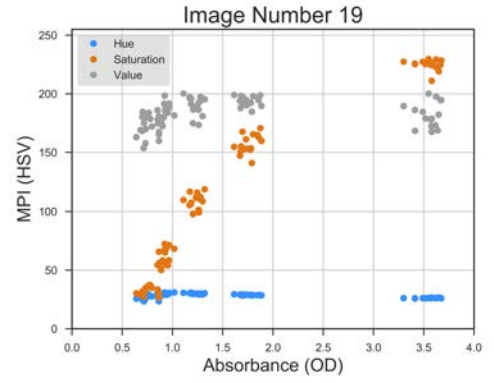 Image Number 19
250
200
150
100
50
0
MPI (HSV)
Hue
Saturation
Value
0.0 0.5 1.0 1.5 2.0 2.5 3.0 3.5 4.0
Absorbance (OD)